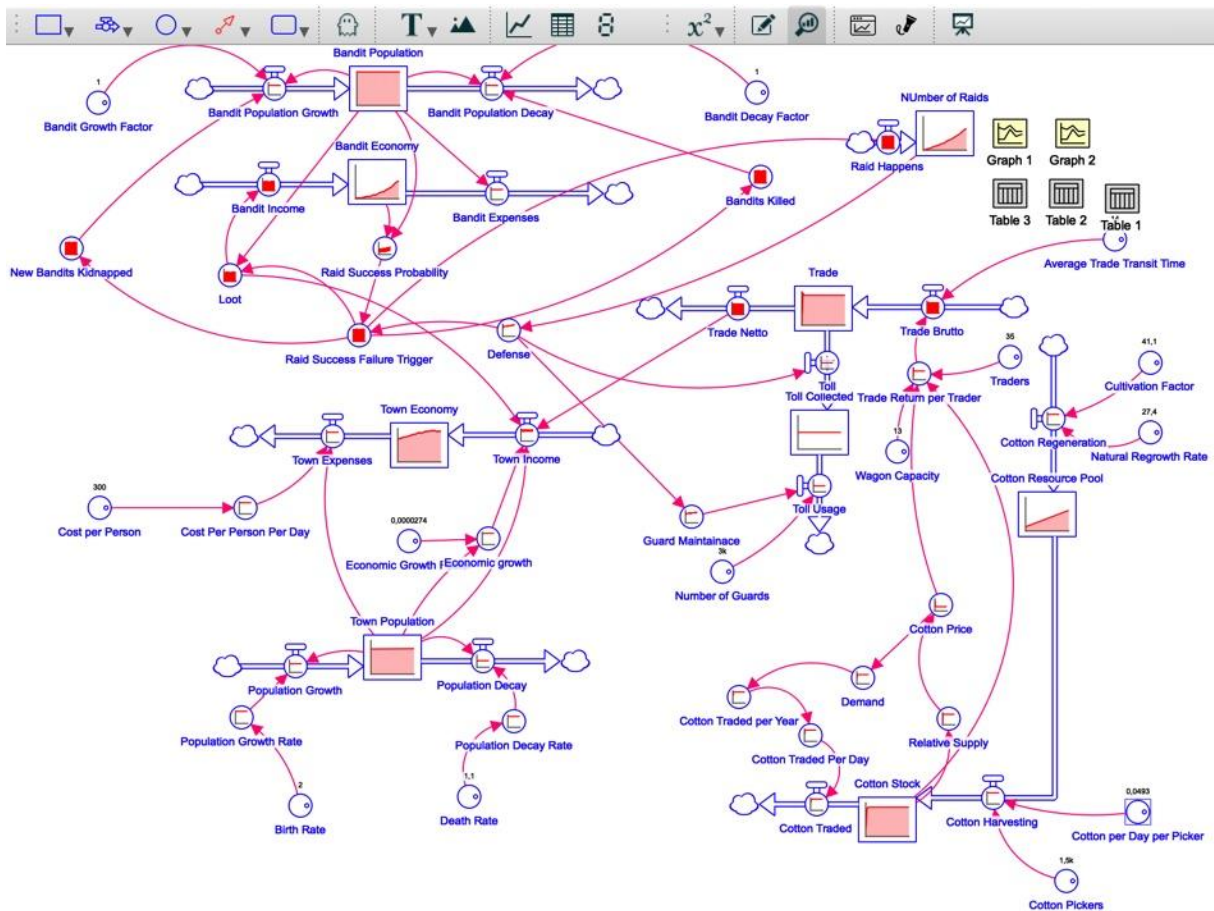 T
x²
Bandit Population
1
Bandit Growth Factor
Bandit Population Growth
Bandit Population Decay
1
Bandit Decay Factor
NUmber of Raids
Raid Happens
Graph 1
Graph 2
Bandit Economy
Bandit Income
Bandit Expenses
Bandits Killed
Table 3
Table 2
Table 1
New Bandits Kidnapped
Loot
Raid Success Probability
Average Trade Transit Time
Trade
Trade Netto
Trade Brutto
Raid Success Failure Trigger
Defense
35
Traders
41,1
Cultivation Factor
Toll
Toll Collected
Trade Return per Trader
Town Economy
Town Expenses
Town Income
13
Wagon Capacity
Cotton Regeneration
27,4
Natural Regrowth Rate
Cotton Resource Pool
300
Cost per Person
Cost Per Person Per Day
0,0000274
Economic Growth
Economic growth
Guard Maintainace
Toll Usage
3k
Number of Guards
Town Population
Population Growth
Population Decay
Cotton Price
Demand
Population Growth Rate
Population Decay Rate
Cotton Traded per Year
Cotton Traded Per Day
Relative Supply
2
Birth Rate
1,1
Death Rate
Cotton Stock
Cotton Traded
Cotton Harvesting
0,0493
Cotton per Day per Picker
1,5k
Cotton Pickers